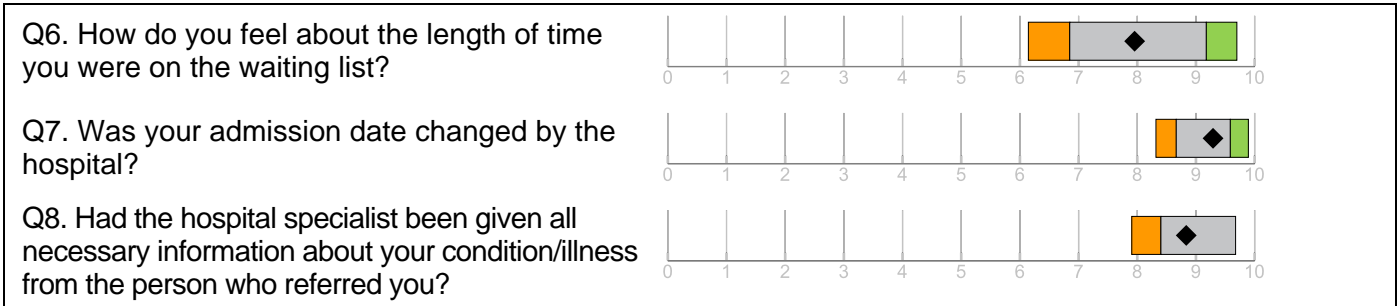 Q6. How do you feel about the length of time
you were on the waiting list?
0 1 2 3 4 5 6 7 8 9 10
Q7. Was your admission date changed by the
hospital?
0 1 2 3 4 5 6 7 8 9 10
Q8. Had the hospital specialist been given all
necessary information about your condition/illness
from the person who referred you?
0 1 2 3 4 5 6 7 8 9 10